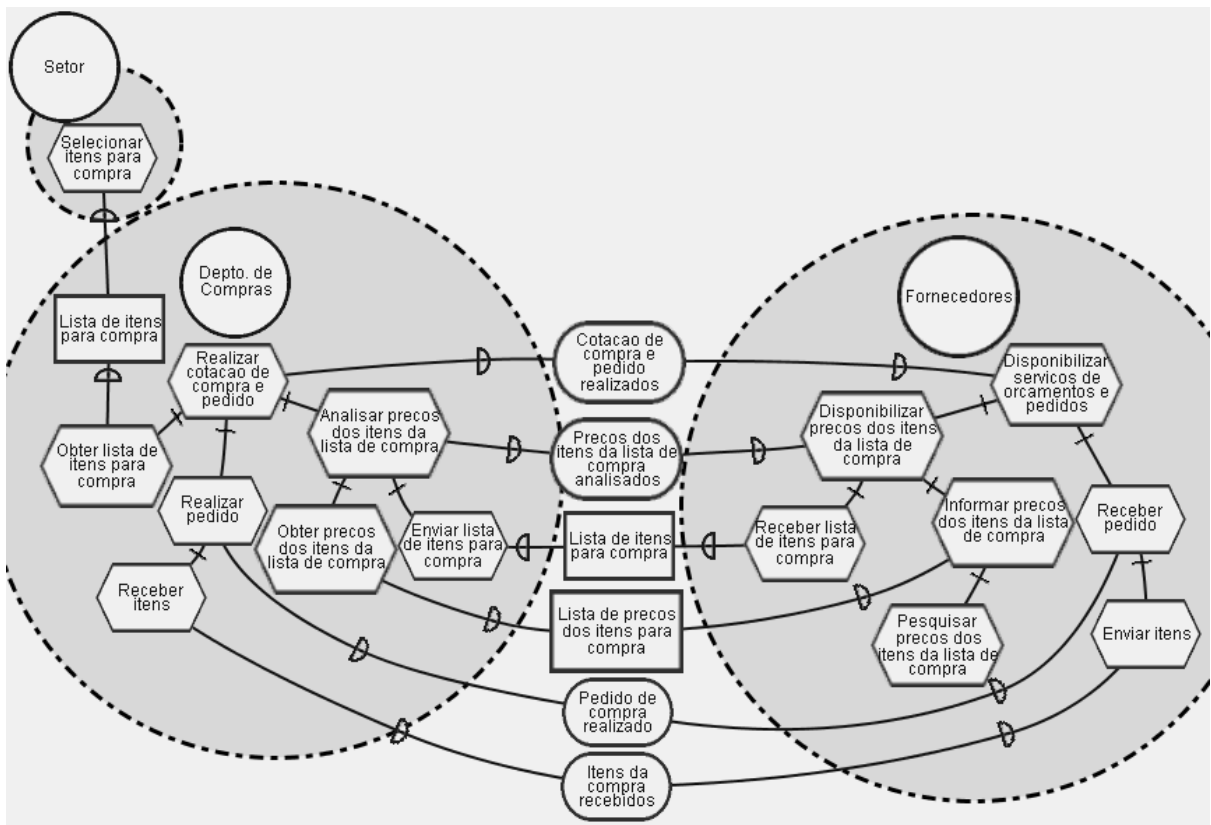 Setor
Selecionar
itens para
compra
Depto. de
Compras
Fornecedores
Lista de itens
para compra
Realizar
cotacao de
compra e
pedido
Cotacao de
compra e
pedido
realizados
Disponibilizar
servicos de
orcamentos e
pedidos
Analisar precos
dos itens da
lista de compra
Disponibilizar
precos dos itens
da lista de
compra
Obter lista de
itens para
compra
Precos dos
itens da lista de
compra
analisados
Realizar
pedido
Obter precos
dos itens da
lista de compra
Enviar lista
de itens para
compra
Lista de itens
para compra
Receber lista
de itens para
compra
Informar precos
dos itens da lista
de compra
Receber
pedido
Receber
itens
Lista de precos
dos itens para
compra
Pesquisar
precos dos
itens da lista de
compra
Enviar itens
Pedido de
compra
realizado
Itens da
compra
recebidos